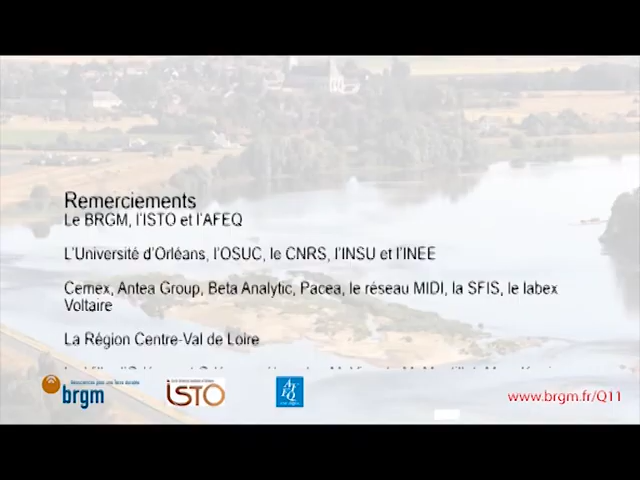 Remerciements
Le BRGM, l'ISTO et l'AFEQ
L'Université d'Orléans, l'OSUC, le CNRS, l'INSU et l'INEE
Cemex, Antea Group, Beta Analytic, Pacea, le réseau MIDI, la SFIS, le labex
Voltaire
La Région Centre-Val de Loire
brgm
isTO
AF
EQ
www.brgm.fr/Q11